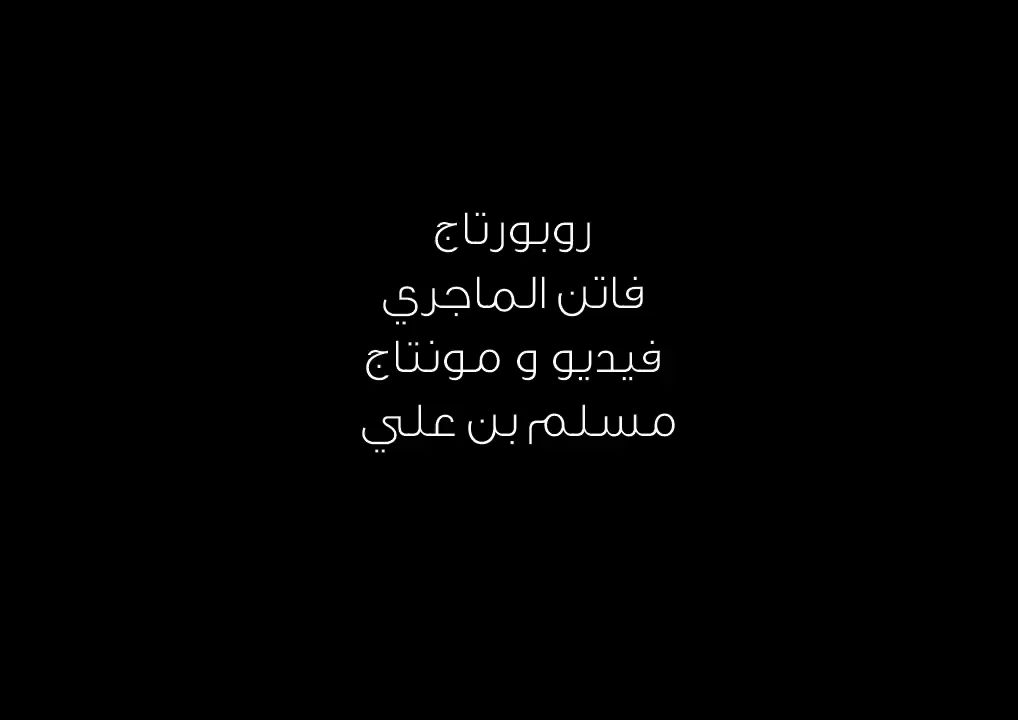 روبورتاج
فاتن الماجري
فيديو و مونتاج
مسلم بن علي